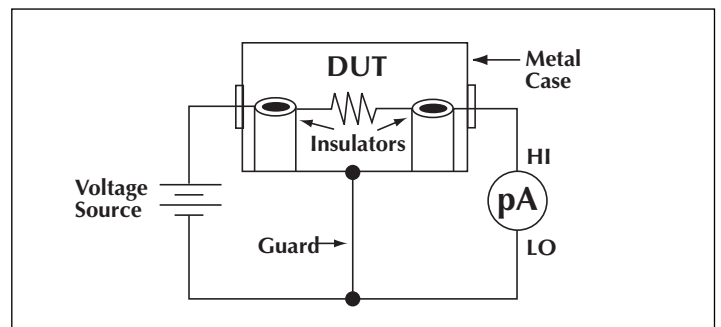 DUT
Metal
Case
Insulators
HI
Voltage
Source
pA
Guard
LO